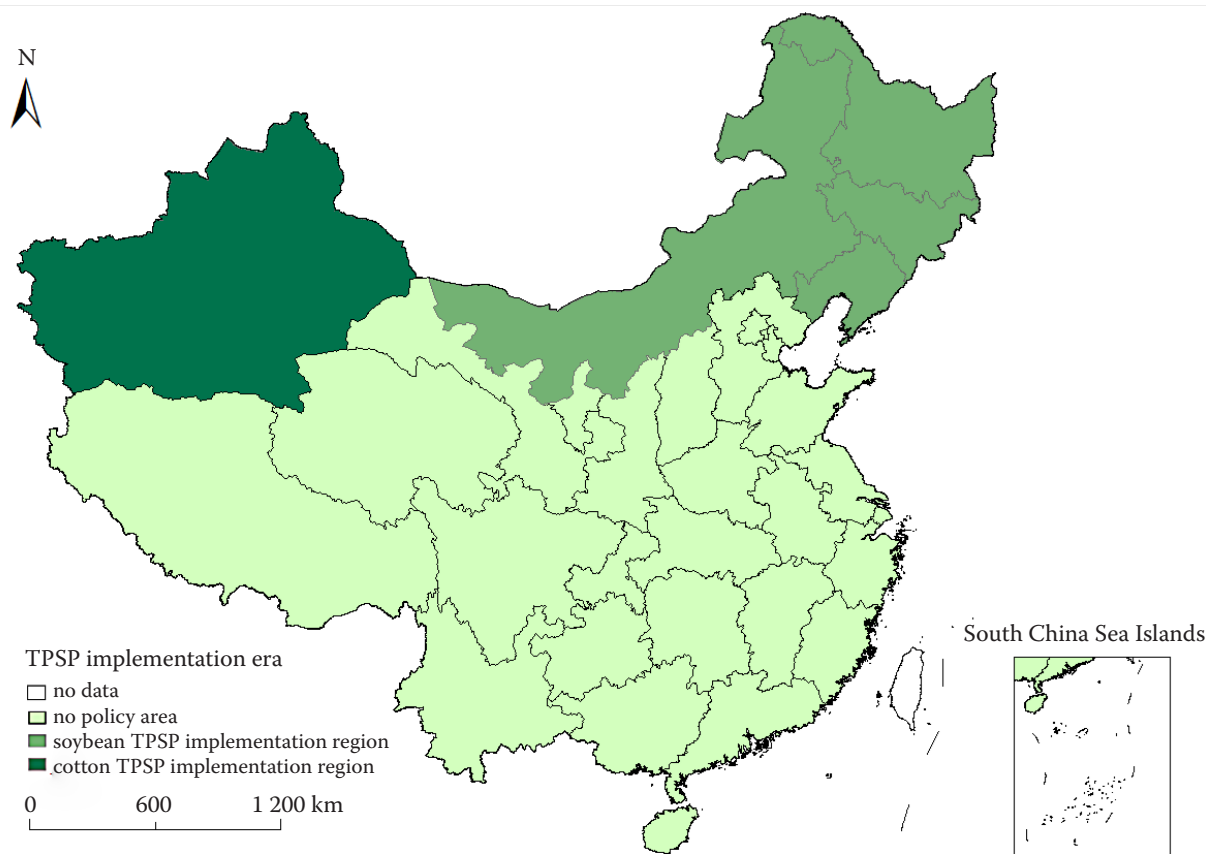 N
South China Sea Islands
TPSP implementation era
no data
no policy area
soybean TPSP implementation region
cotton TPSP implementation region
0 600 1 200 km